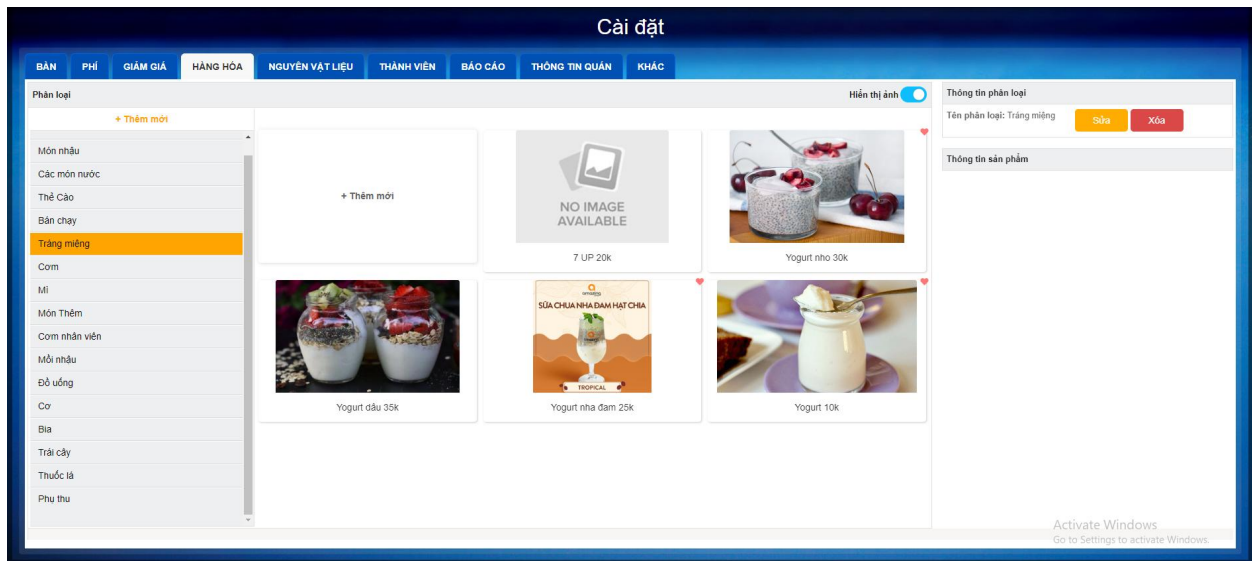 Cài đặt
BÀN PHÍ GIẢM GIÁ HÀNG HÓA NGUYÊN VẬT LIỆU THÀNH VIÊN BÁO CÁO THÔNG TIN QUÁN KHÁC
Phân loại
Hiển thị ảnh
+ Thêm mới
Món nhậu
Các món nước
Thẻ Cào
Bán chạy
Tráng miệng
Cơm
Mì
Món Thêm
Cơm nhân viên
Mồi nhậu
Đồ uống
Cơ
Bia
Trái cây
Thuốc lá
Phụ thu
+ Thêm mới
NO IMAGE
AVAILABLE
7 UP 20k
Yogurt nho 30k
Yogurt dâu 35k
SỮA CHUA NHA ĐAM HẠT CHIA
TROPICAL
Yogurt nha đam 25k
Yogurt 10k
Thông tin phân loại
Tên phân loại: Tráng miệng
Sửa Xóa
Thông tin sản phẩm
Activate Windows
Go to Settings to activate Windows.